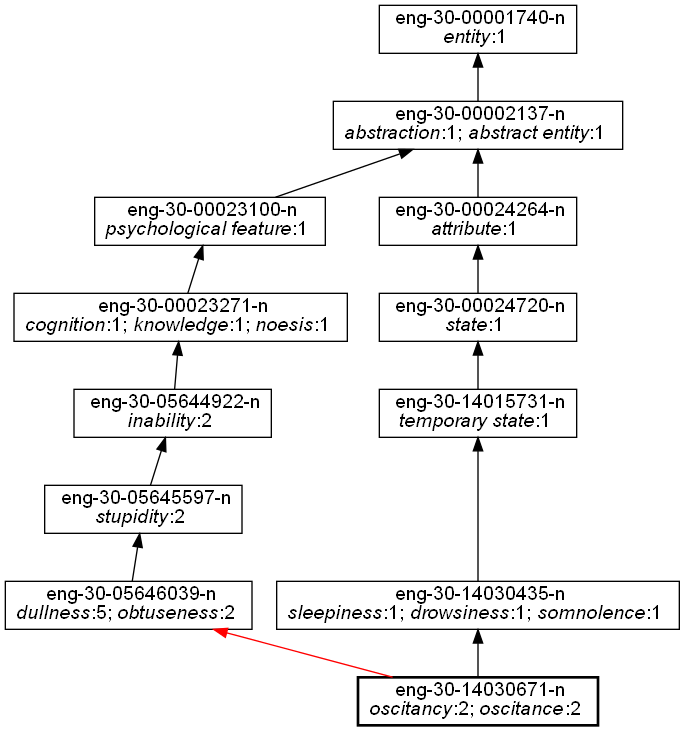 eng-30-00001740-n
entity:1
eng-30-00002137-n
abstraction:1; abstract entity:1
eng-30-00023100-n
psychological feature:1
eng-30-00024264-n
attribute:1
eng-30-00023271-n
cognition:1; knowledge:1; noesis:1
eng-30-00024720-n
state:1
eng-30-05644922-n
inability:2
eng-30-14015731-n
temporary state:1
eng-30-05645597-n
stupidity:2
eng-30-05646039-n
dullness:5; obtuseness:2
eng-30-14030435-n
sleepiness:1; drowsiness:1; somnolence:1
eng-30-14030671-n
oscitancy:2; oscitance:2